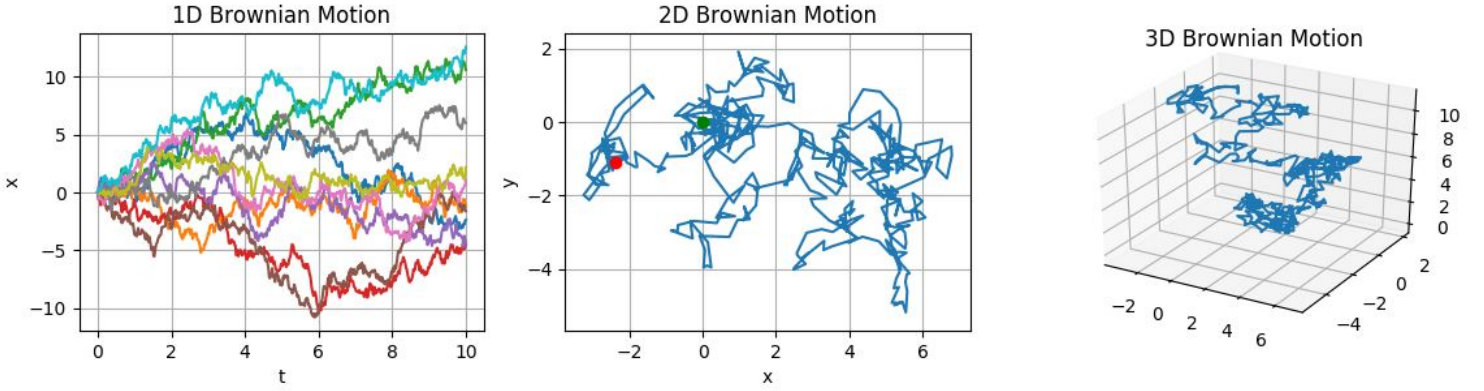 1D Brownian Motion
10
5
0
−5
−10
x
0 2 4 6 8 10
t
2D Brownian Motion
2
0
−2
−4
y
−2 0 2 4 6
x
3D Brownian Motion
10
8
6
4
2
0
−2 0 2 4 6
−4 −2 0 2